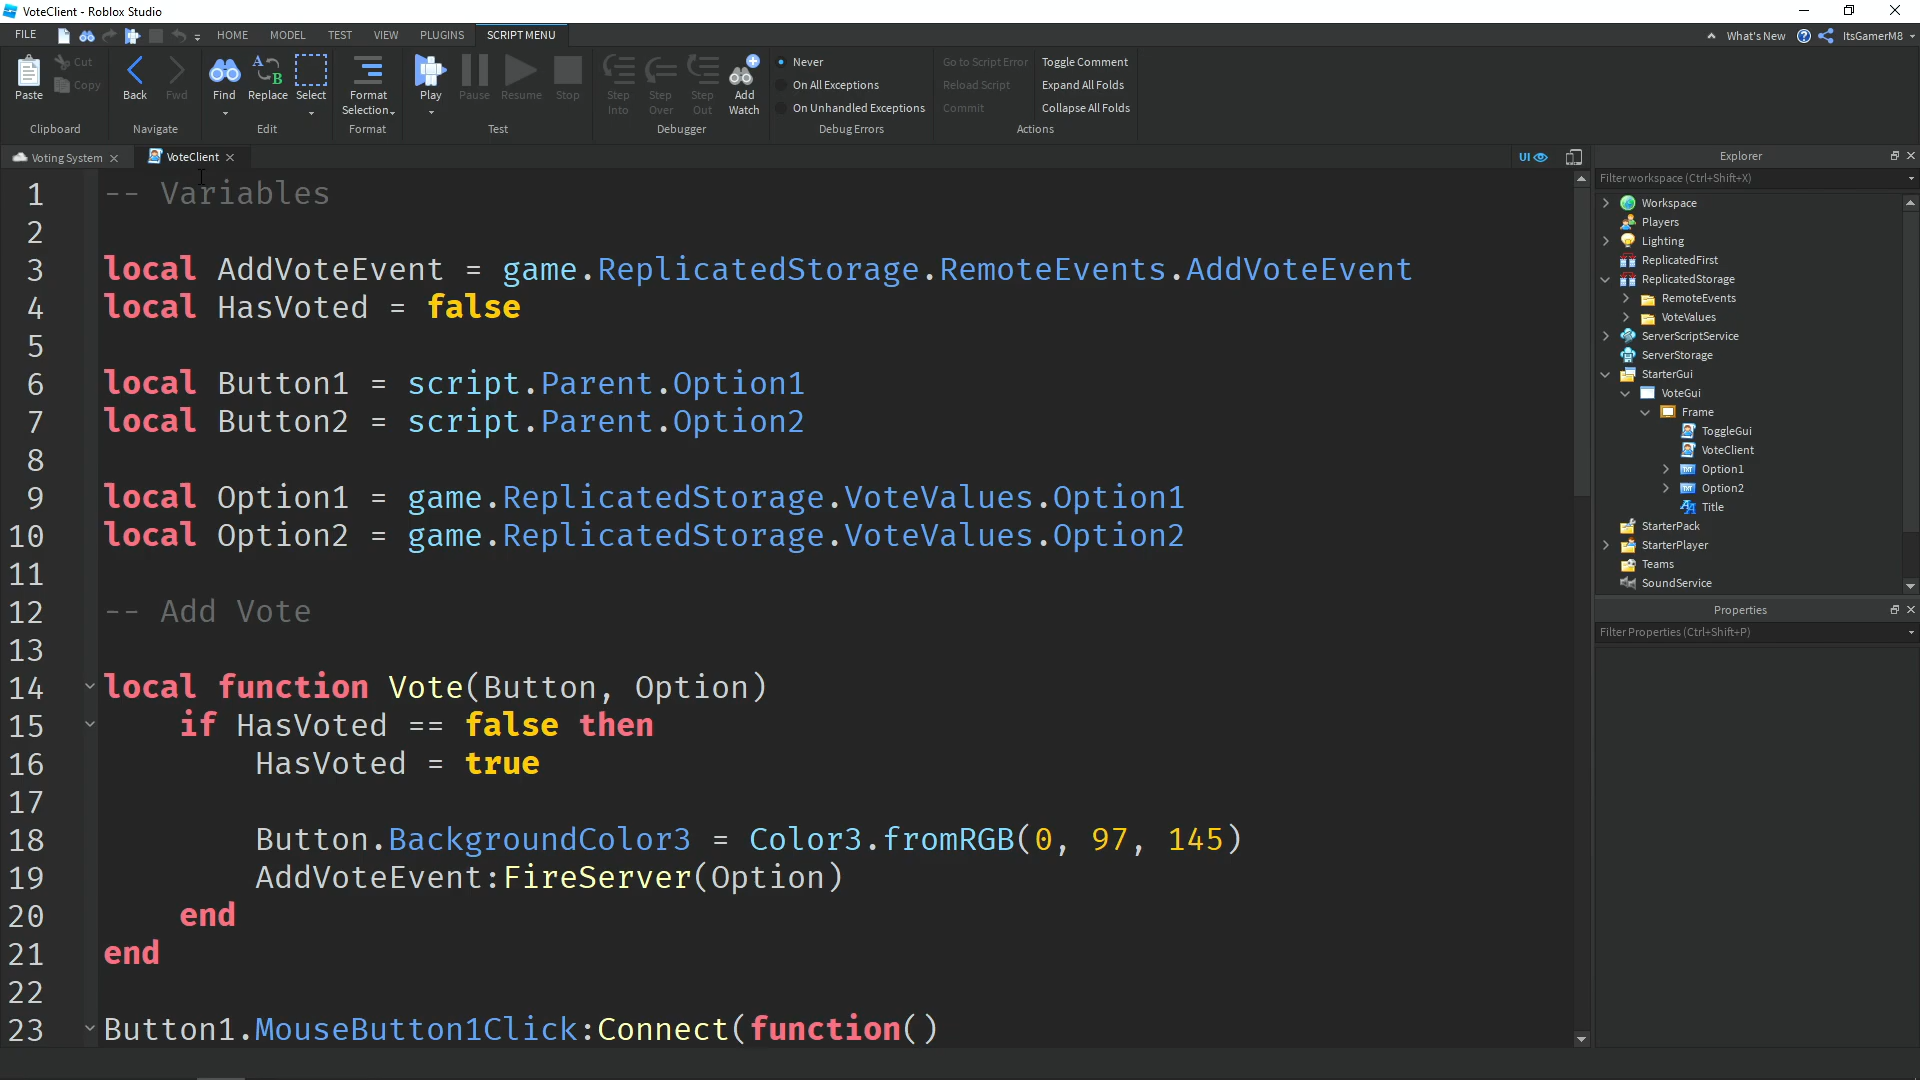 VoteClient - Roblox Studio
FILE HOME MODEL TEST VIEW PLUGINS SCRIPT MENU What's New ItsGamerM8
Paste Cut Copy Back Fwd Find Replace Select Format Selection Play Pause Resume Stop Step Into Step Over Step Out Add Watch
Never
On All Exceptions
On Unhandled Exceptions
Go to Script Error
Reload Script
Commit
Toggle Comment
Expand All Folds
Collapse All Folds
Clipboard Navigate Edit Format Test Debugger Debug Errors Actions
Voting System VoteClient UI
1 -- Variables
2
3 local AddVoteEvent = game.ReplicatedStorage.RemoteEvents.AddVoteEvent
4 local HasVoted = false
5
6 local Button1 = script.Parent.Option1
7 local Button2 = script.Parent.Option2
8
9 local Option1 = game.ReplicatedStorage.VoteValues.Option1
10 local Option2 = game.ReplicatedStorage.VoteValues.Option2
11
12 -- Add Vote
13
14 local function Vote(Button, Option)
15 if HasVoted == false then
16 HasVoted = true
17
18 Button.BackgroundColor3 = Color3.fromRGB(0, 97, 145)
19 AddVoteEvent:FireServer(Option)
20 end
21 end
22
23 Button1.MouseButton1Click:Connect(function()
Explorer
Filter workspace (Ctrl+Shift+X)
Workspace
Players
Lighting
ReplicatedFirst
ReplicatedStorage
RemoteEvents
VoteValues
ServerScriptService
ServerStorage
StarterGui
VoteGui
Frame
ToggleGui
VoteClient
Option1
Option2
Title
StarterPack
StarterPlayer
Teams
SoundService
Properties
Filter Properties (Ctrl+Shift+P)